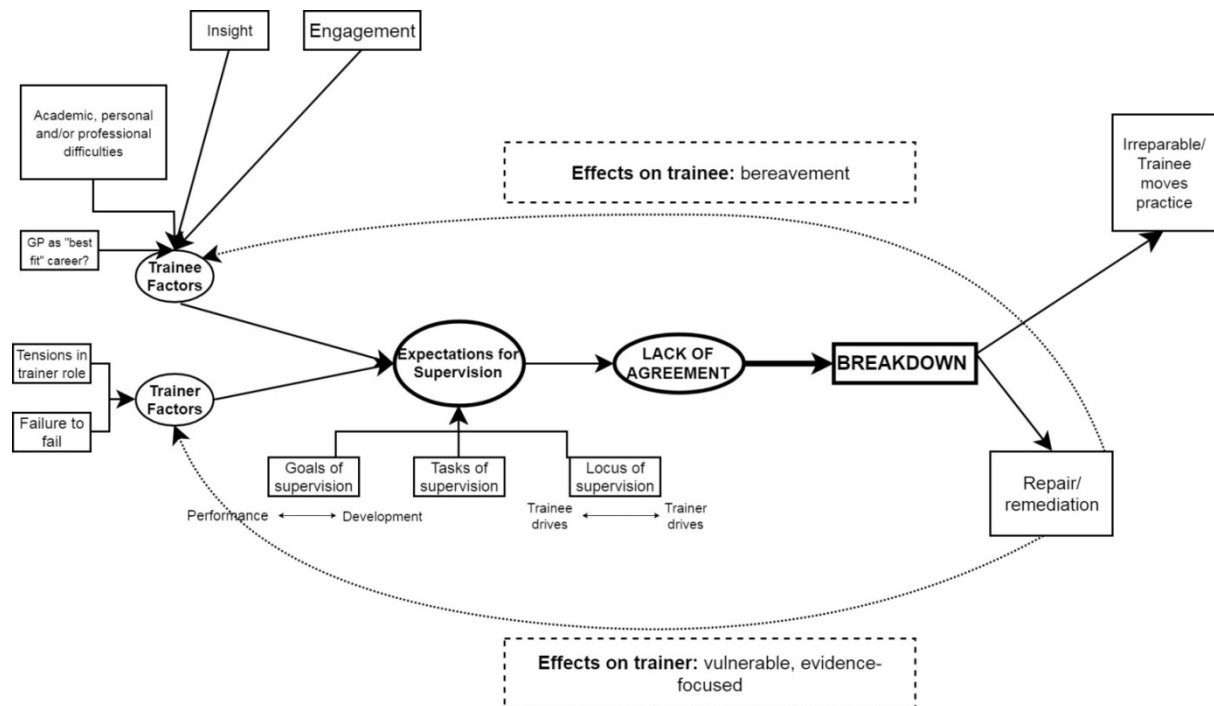 Insight
Engagement
Academic, personal
and/or professional
difficulties
GP as "best
fit" career?
Trainee
Factors
Effects on trainee: bereavement
Irreparable/
Trainee
moves
practice
Tensions in
trainer role
Failure to
fail
Trainer
Factors
Expectations for
Supervision
LACK OF
AGREEMENT
BREAKDOWN
Goals of
supervision
Tasks of
supervision
Locus of
supervision
Performance
Development
Trainee
drives
Trainer
drives
Repair/
remediation
Effects on trainer: vulnerable, evidence-
focused